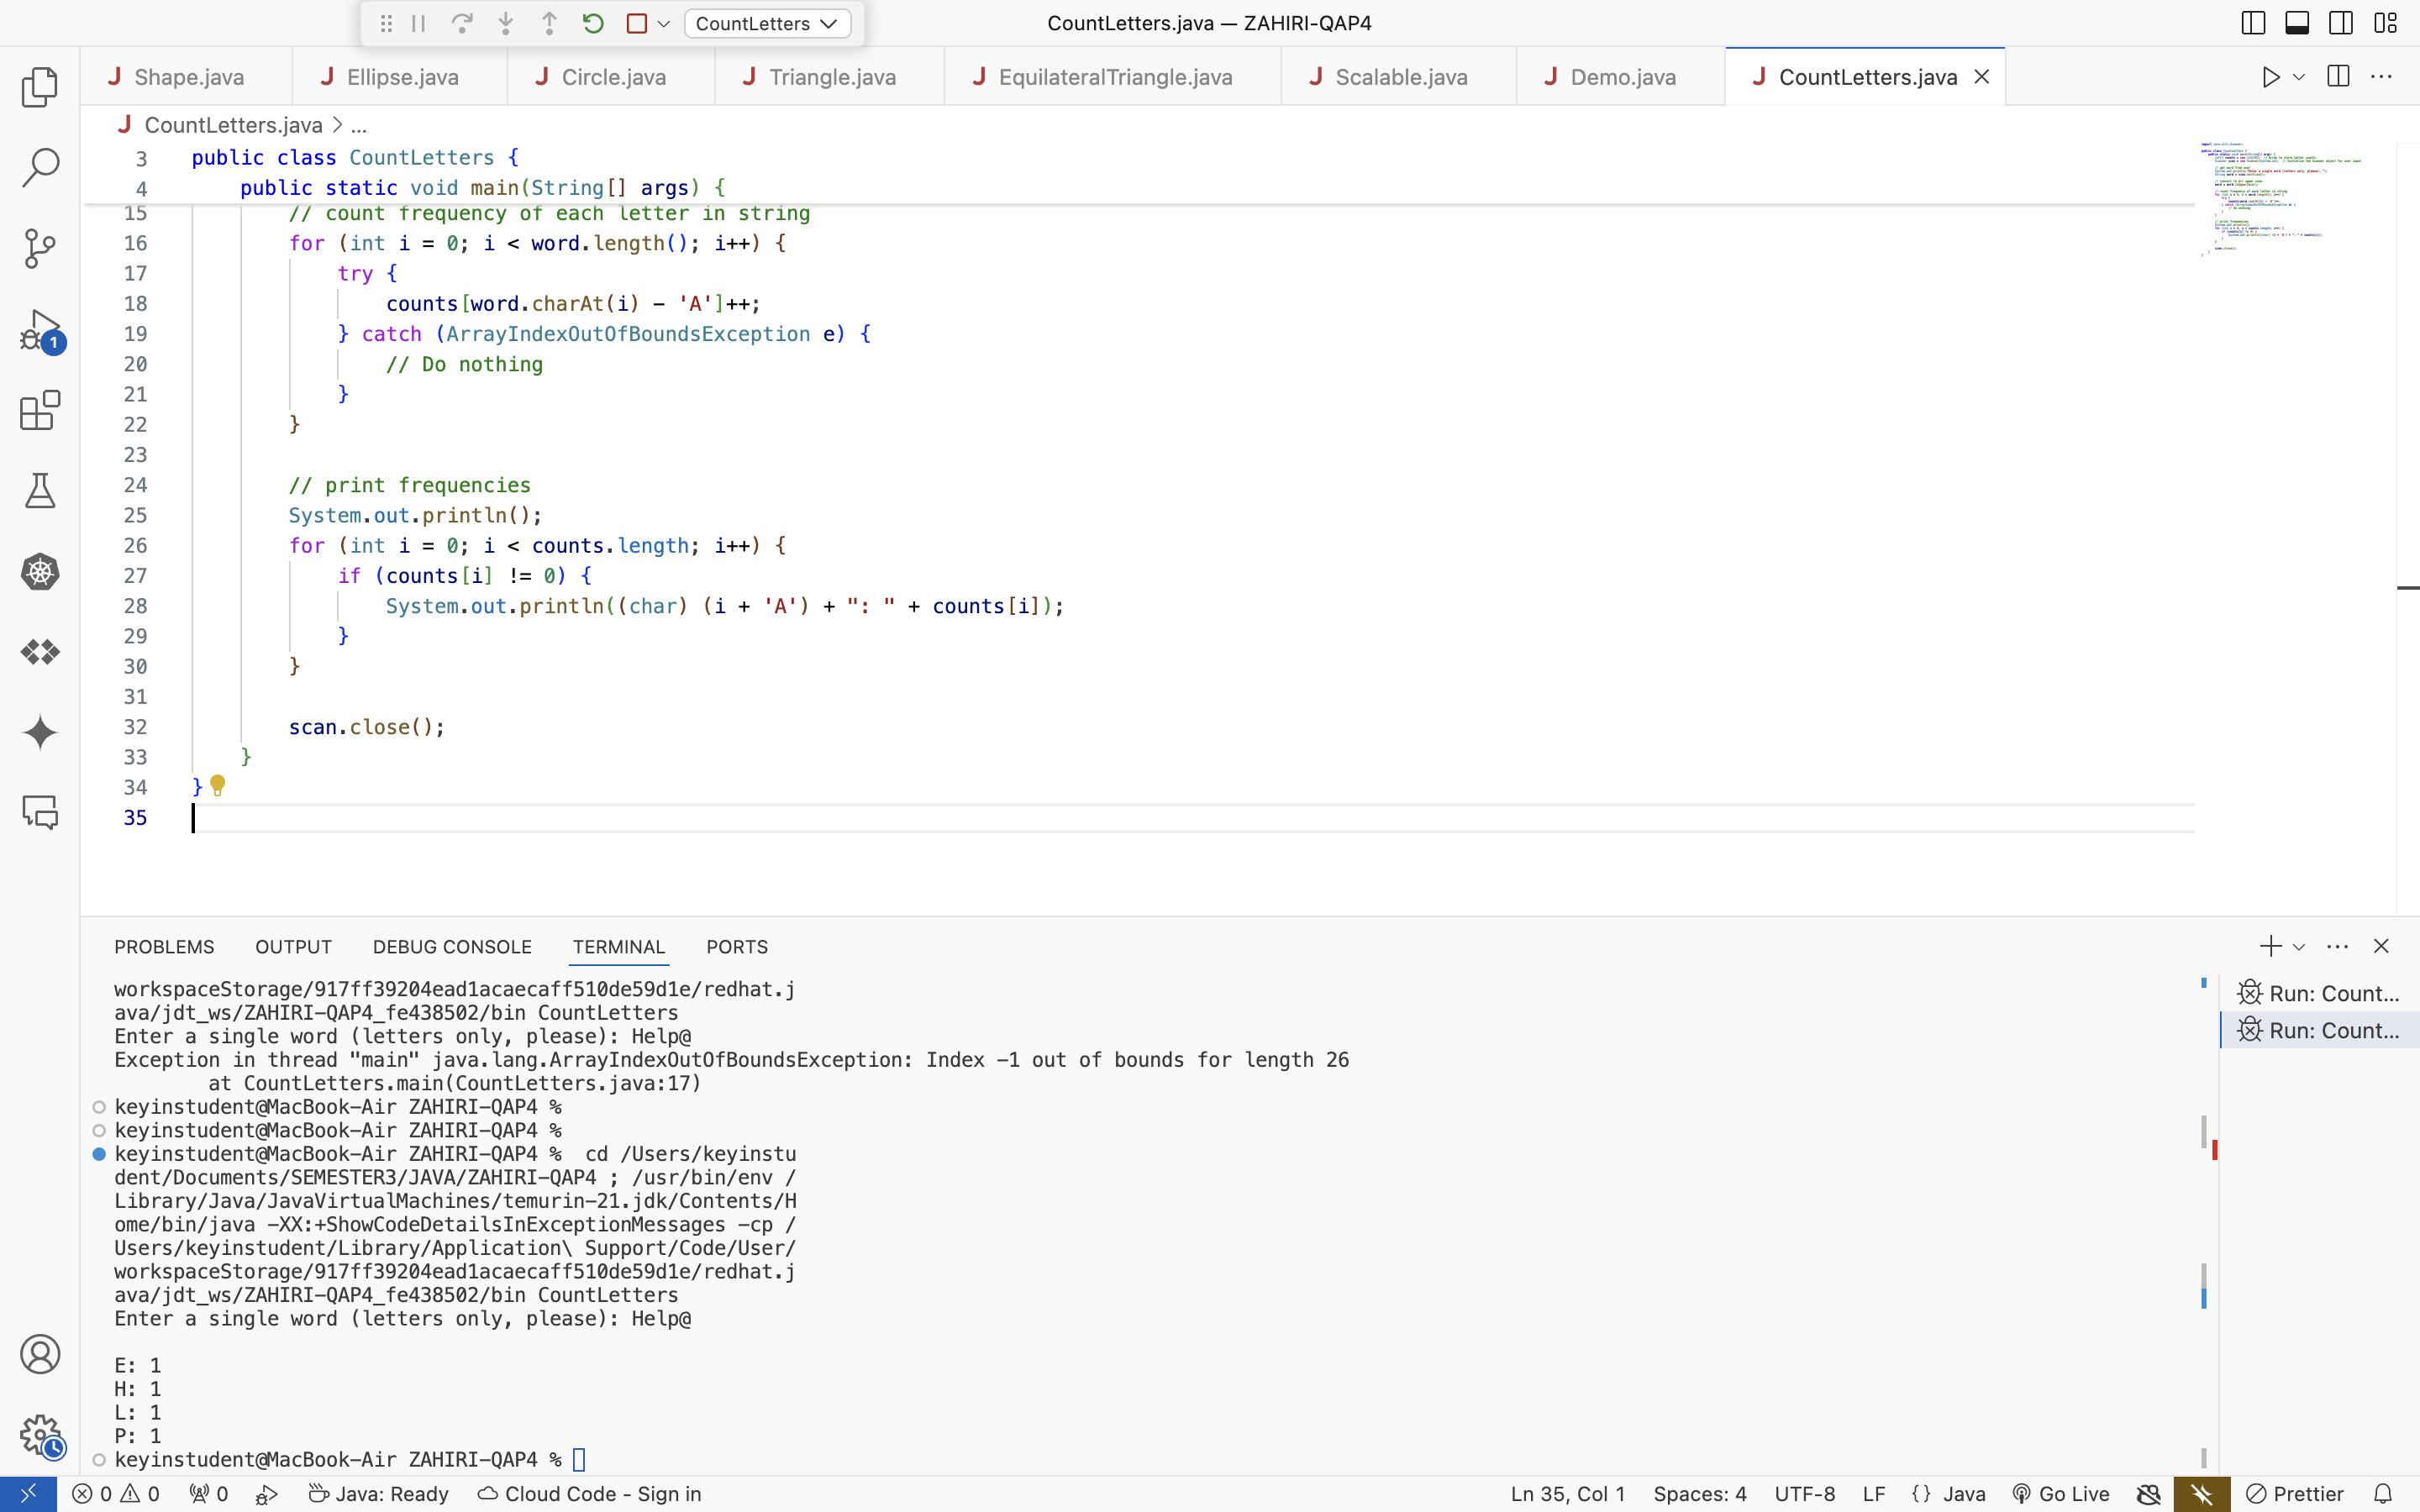 CountLetters
CountLetters.java — ZAHIRI-QAP4
Shape.java
Ellipse.java
Circle.java
Triangle.java
EquilateralTriangle.java
Scalable.java
Demo.java
CountLetters.java
CountLetters.java > ...
3 public class CountLetters {
4 public static void main(String[] args) {
15 // count frequency of each letter in string
16 for (int i = 0; i < word.length(); i++) {
17 try {
18 counts[word.charAt(i) - 'A']++;
19 } catch (ArrayIndexOutOfBoundsException e) {
20 // Do nothing
21 }
22 }
23
24 // print frequencies
25 System.out.println();
26 for (int i = 0; i < counts.length; i++) {
27 if (counts[i] != 0) {
28 System.out.println((char) (i + 'A') + ": " + counts[i]);
29 }
30 }
31
32 scan.close();
33 }
34 }
35
1
PROBLEMS OUTPUT DEBUG CONSOLE TERMINAL PORTS
workspaceStorage/917ff39204ead1acaecaff510de59d1e/redhat.j
ava/jdt_ws/ZAHIRI-QAP4_fe438502/bin CountLetters
Enter a single word (letters only, please): Help@
Exception in thread "main" java.lang.ArrayIndexOutOfBoundsException: Index -1 out of bounds for length 26
at CountLetters.main(CountLetters.java:17)
keyinstudent@MacBook-Air ZAHIRI-QAP4 %
keyinstudent@MacBook-Air ZAHIRI-QAP4 %
keyinstudent@MacBook-Air ZAHIRI-QAP4 % cd /Users/keyinstu
dent/Documents/SEMESTER3/JAVA/ZAHIRI-QAP4 ; /usr/bin/env /
Library/Java/JavaVirtualMachines/temurin-21.jdk/Contents/H
ome/bin/java -XX:+ShowCodeDetailsInExceptionMessages -cp /
Users/keyinstudent/Library/Application\ Support/Code/User/
workspaceStorage/917ff39204ead1acaecaff510de59d1e/redhat.j
ava/jdt_ws/ZAHIRI-QAP4_fe438502/bin CountLetters
Enter a single word (letters only, please): Help@
E: 1
H: 1
L: 1
P: 1
keyinstudent@MacBook-Air ZAHIRI-QAP4 %
Run: Count...
Run: Count...
0 0 0 Java: Ready Cloud Code - Sign in Ln 35, Col 1 Spaces: 4 UTF-8 LF {} Java Go Live Prettier